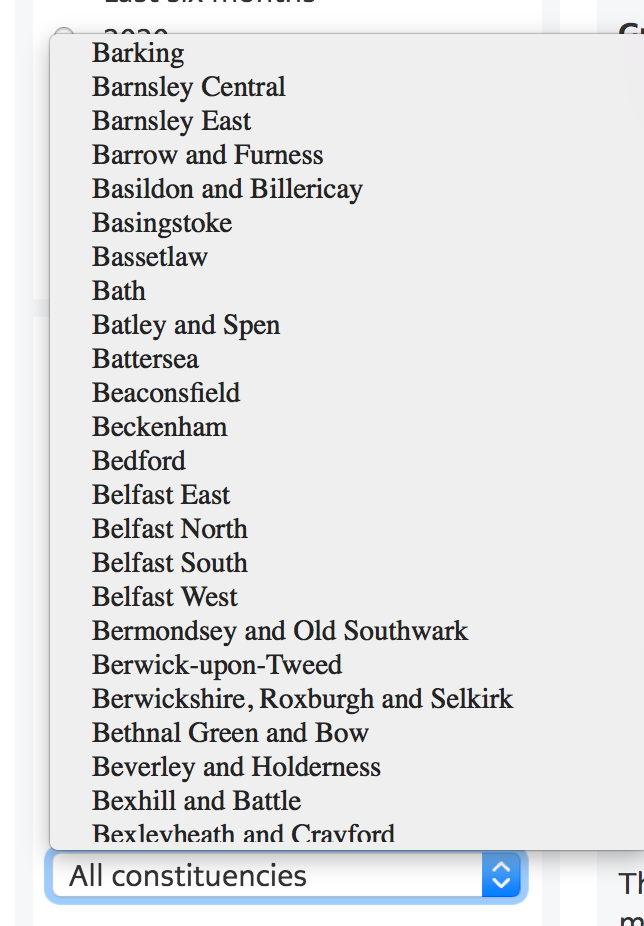 Last six months
2020
Barking
Barnsley Central
Barnsley East
Barrow and Furness
Basildon and Billericay
Basingstoke
Bassetlaw
Bath
Batley and Spen
Battersea
Beaconsfield
Beckenham
Bedford
Belfast East
Belfast North
Belfast South
Belfast West
Bermondsey and Old Southwark
Berwick-upon-Tweed
Berwickshire, Roxburgh and Selkirk
Bethnal Green and Bow
Beverley and Holderness
Bexhill and Battle
Bexleyheath and Crayford
All constituencies